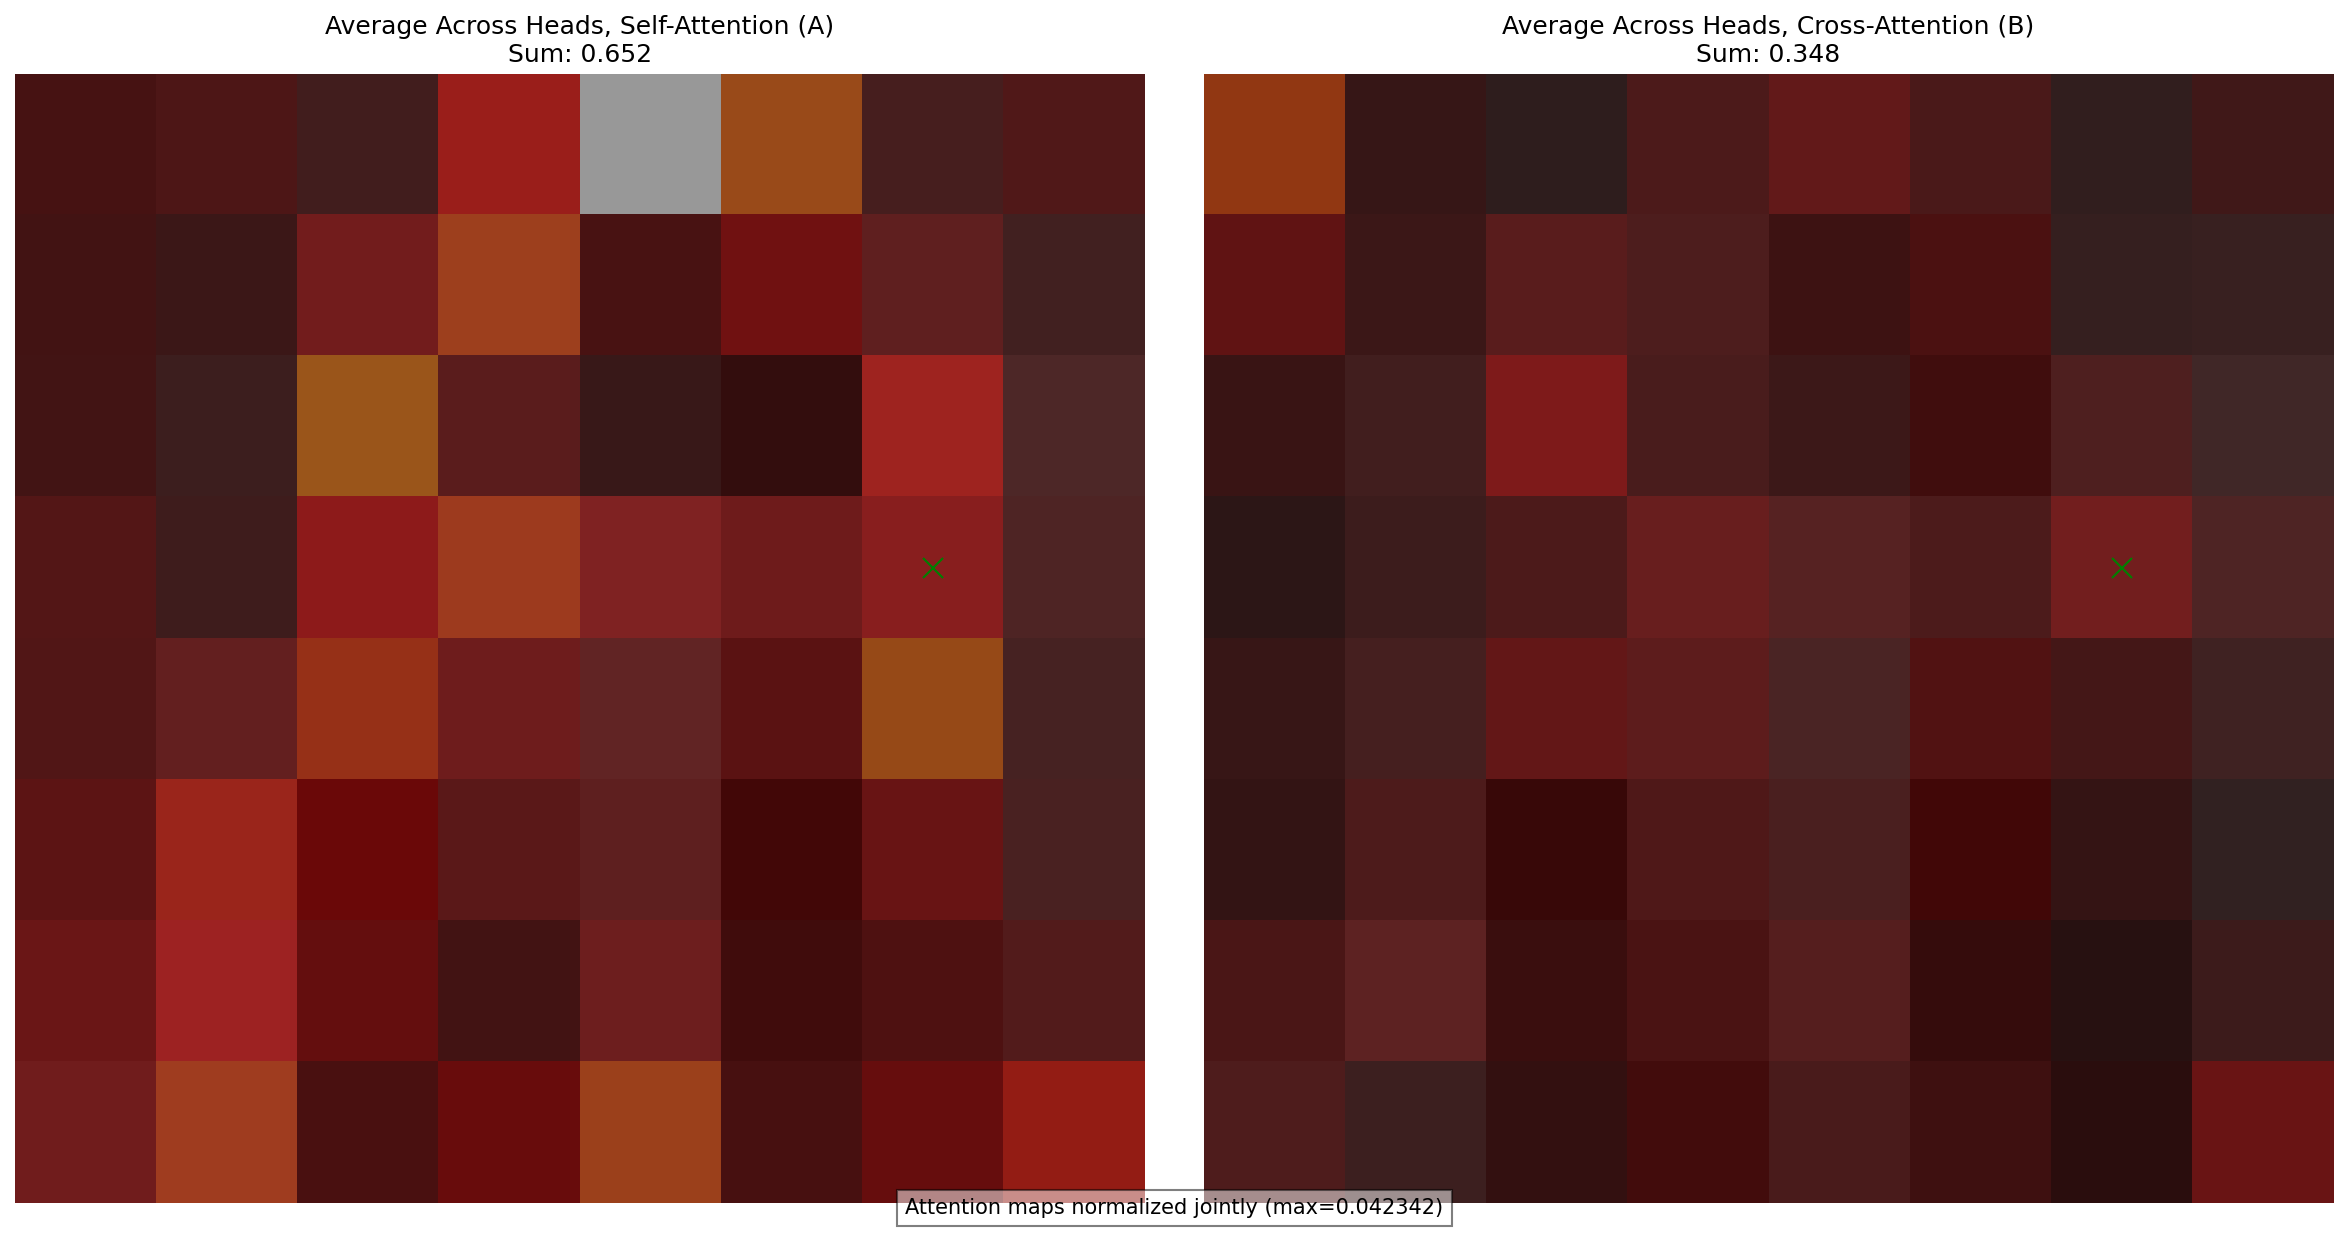 Average Across Heads, Self-Attention (A)
Sum: 0.652
Average Across Heads, Cross-Attention (B)
Sum: 0.348
Attention maps normalized jointly (max=0.042342)